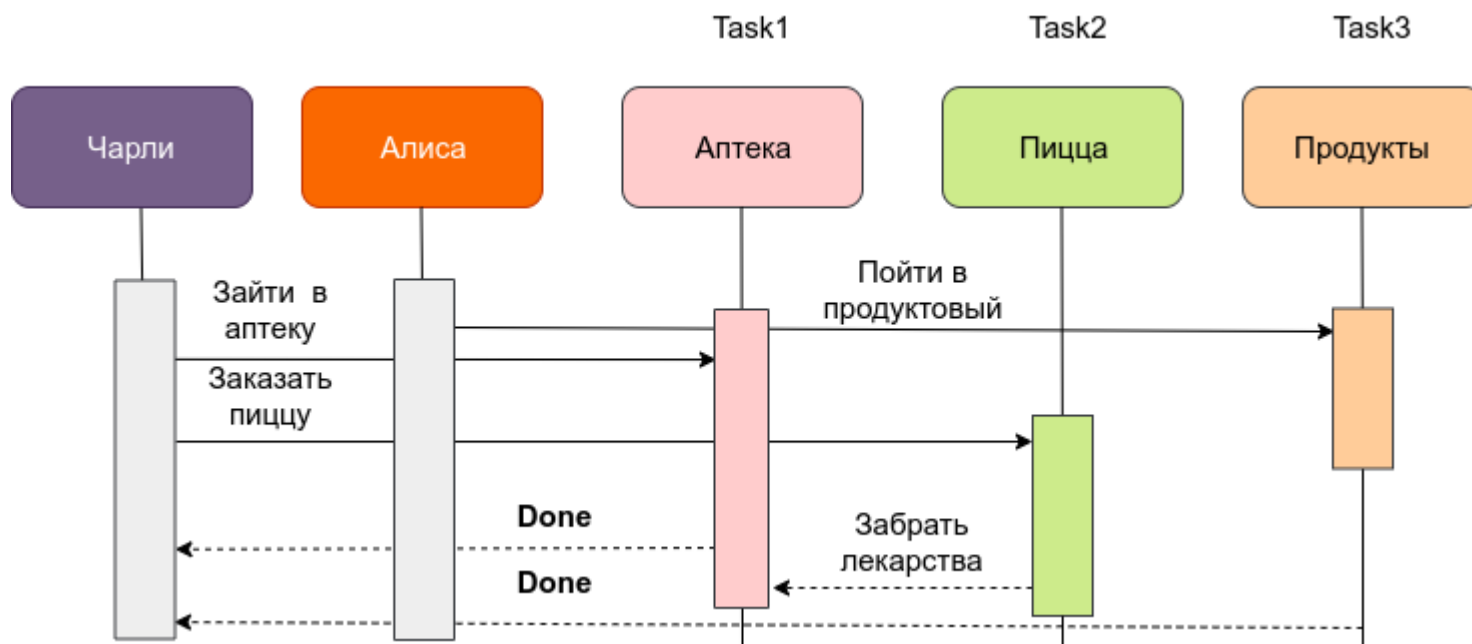 Task1
Task2
Task3
Чарли
Алиса
Аптека
Пицца
Продукты
Зайти в
аптеку
Пойти в
продуктовый
Заказать
пиццу
Done
Забрать
лекарства
Done